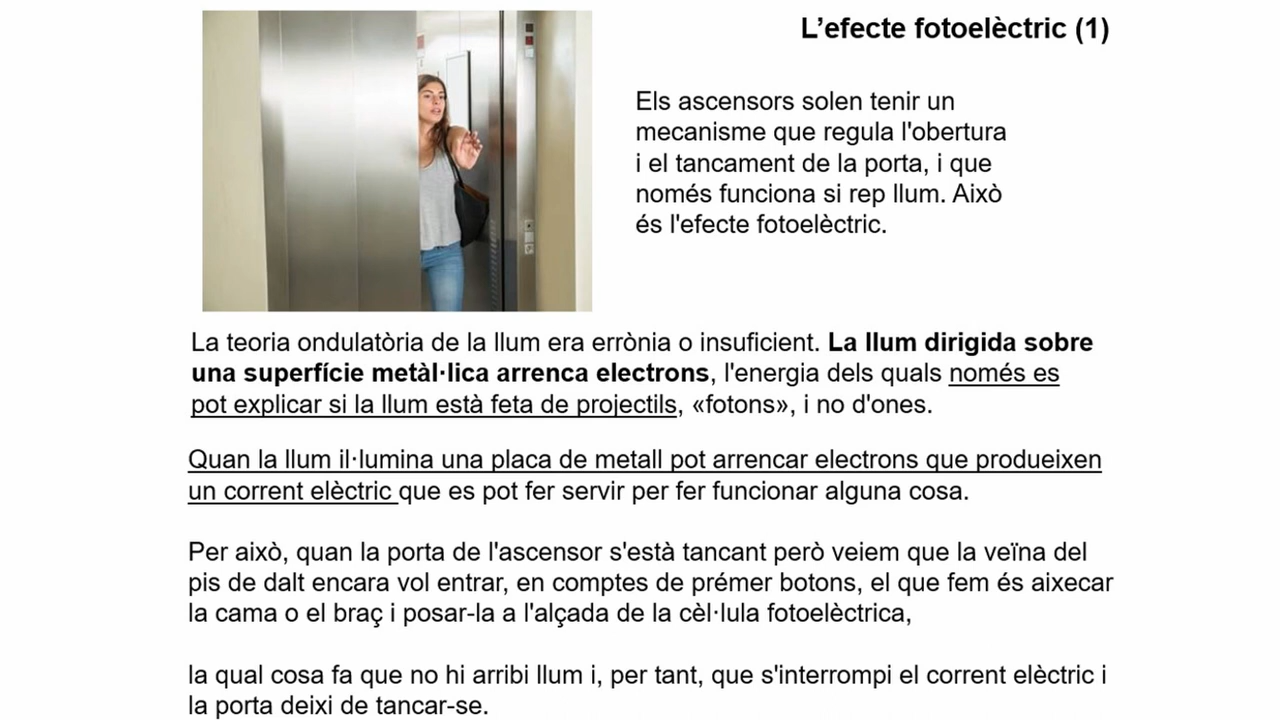 L’efecte fotoelèctric (1)
Els ascensors solen tenir un
mecanisme que regula l'obertura
i el tancament de la porta, i que
només funciona si rep llum. Això
és l'efecte fotoelèctric.
La teoria ondulatòria de la llum era errònia o insuficient. La llum dirigida sobre
una superfície metàl·lica arrenca electrons, l'energia dels quals només es
pot explicar si la llum està feta de projectils, «fotons», i no d'ones.
Quan la llum il·lumina una placa de metall pot arrencar electrons que produeixen
un corrent elèctric que es pot fer servir per fer funcionar alguna cosa.
Per això, quan la porta de l'ascensor s'està tancant però veiem que la veïna del
pis de dalt encara vol entrar, en comptes de prémer botons, el que fem és aixecar
la cama o el braç i posar-la a l'alçada de la cèl·lula fotoelèctrica,
la qual cosa fa que no hi arribi llum i, per tant, que s'interrompi el corrent elèctric i
la porta deixi de tancar-se.